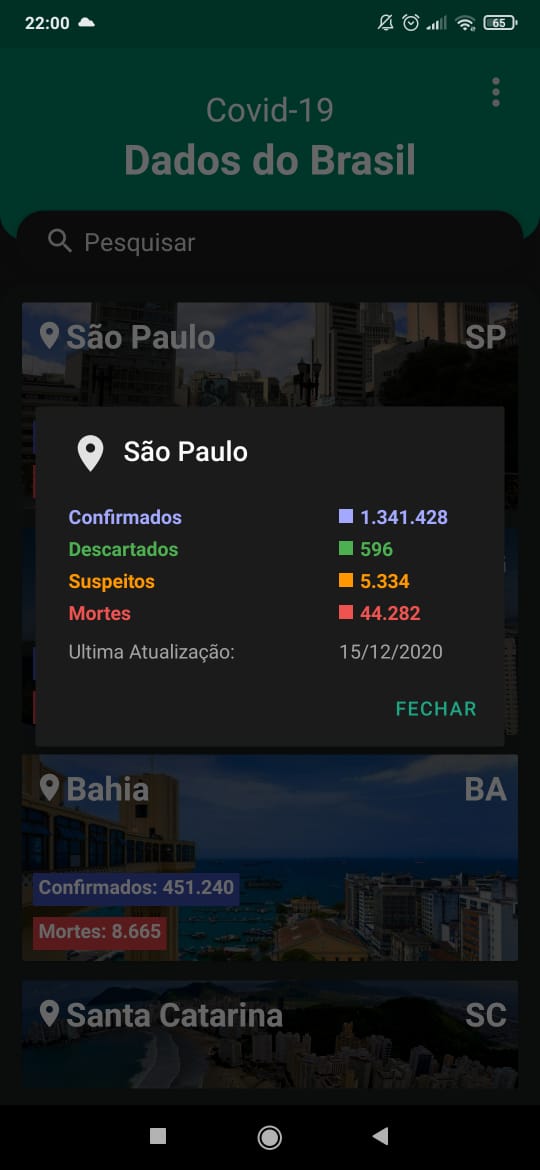 22:00
65
Covid-19
Dados do Brasil
Pesquisar
São Paulo SP
São Paulo
Confirmados 1.341.428
Descartados 596
Suspeitos 5.334
Mortes 44.282
Ultima Atualização: 15/12/2020
FECHAR
Bahia BA
Confirmados: 451.240
Mortes: 8.665
Santa Catarina SC